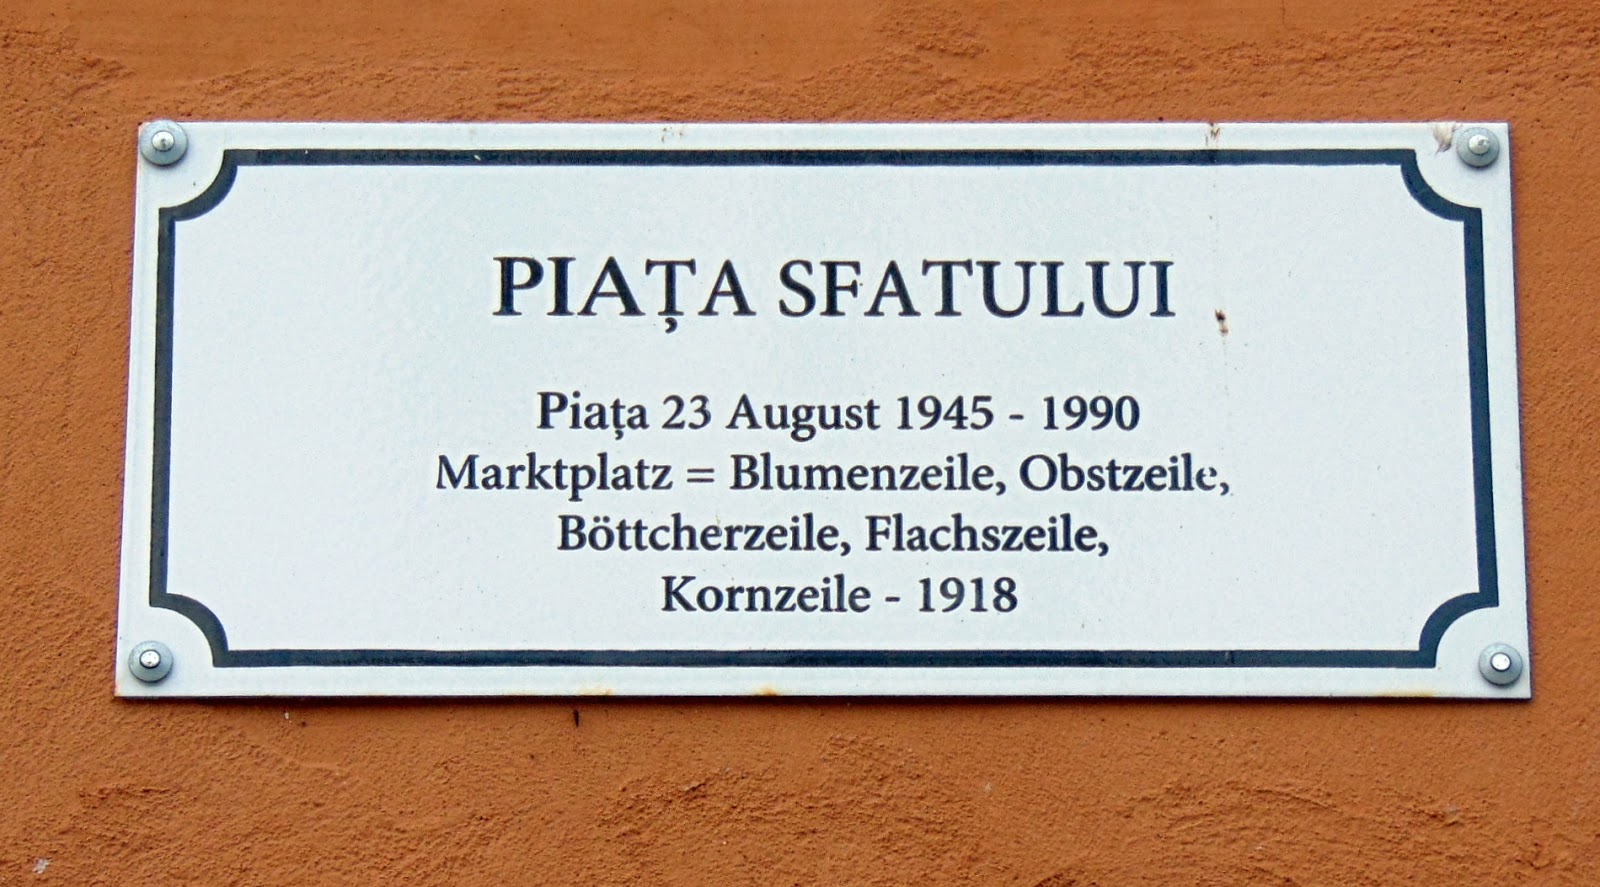 PIAȚA SFATULUI
Piața 23 August 1945 - 1990
Marktplatz = Blumenzeile, Obstzeile,
Böttcherzeile, Flachszeile,
Kornzeile - 1918